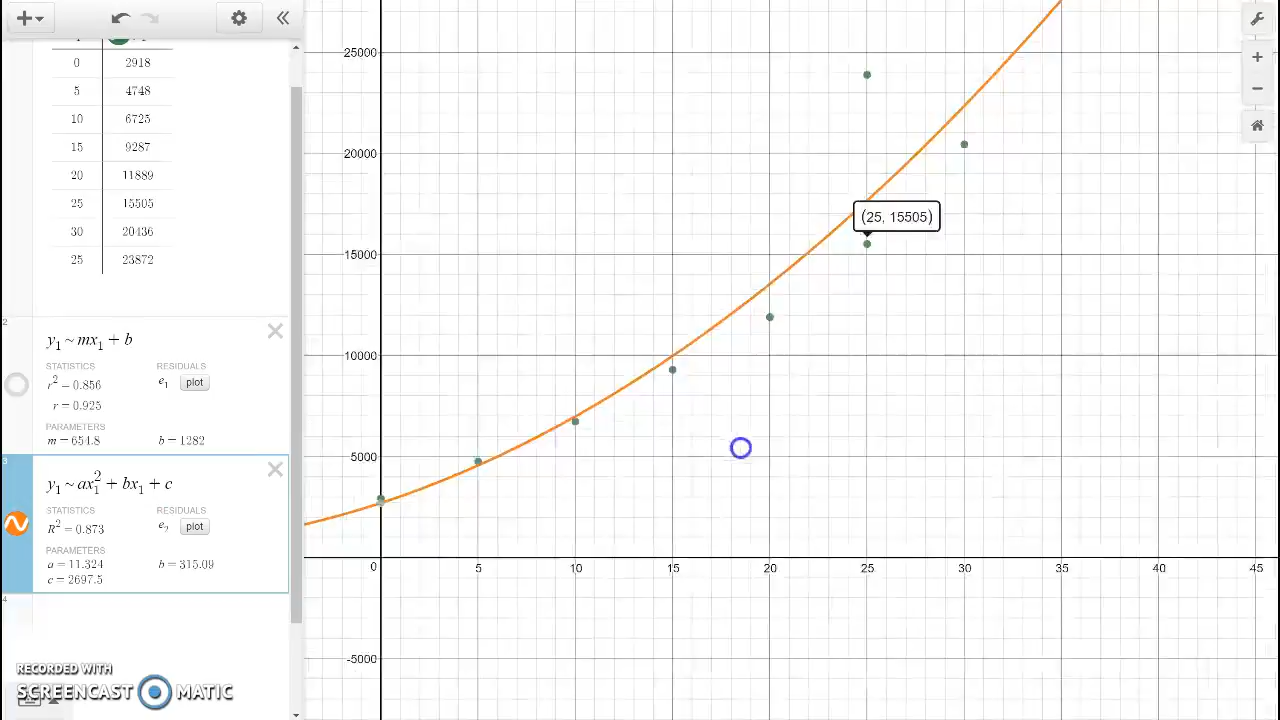 0 2918
5 4748
10 6725
15 9287
20 11889
25 15505
30 20436
25 23872
2
y₁ ~ mx₁ + b
STATISTICS RESIDUALS
r² = 0.856 e₁ plot
r = 0.925
PARAMETERS
m = 654.8 b = 1282
3
y₁ ~ ax₁² + bx₁ + c
STATISTICS RESIDUALS
R² = 0.873 e₂ plot
PARAMETERS
a = 11.324 b = 315.09
c = 2697.5
4
RECORDED WITH
SCREENCAST MATIC
25000
20000
(25, 15505)
15000
10000
5000
0 5 10 15 20 25 30 35 40 45
-5000